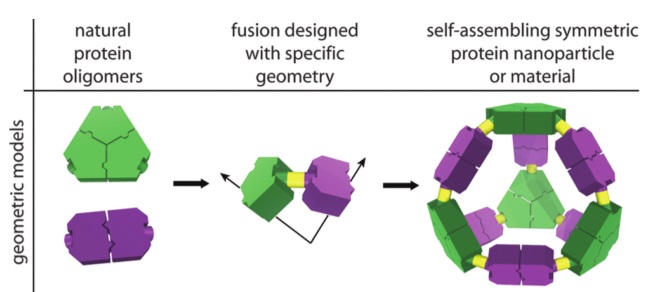 natural
protein
oligomers
fusion designed
with specific
geometry
self-assembling symmetric
protein nanoparticle
or material
geometric models